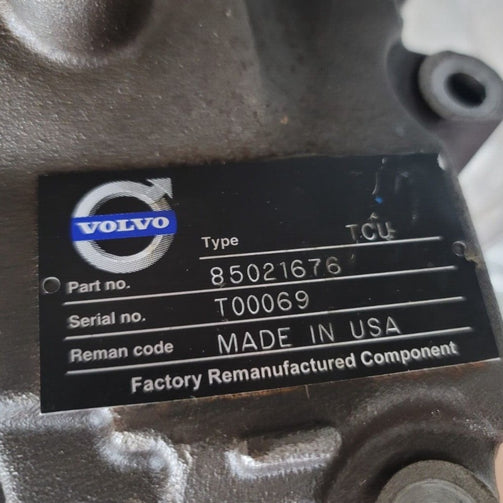 VOLVO
Type TCU
Part no. 85021676
Serial no. T00069
Reman code MADE IN USA
Factory Remanufactured Component